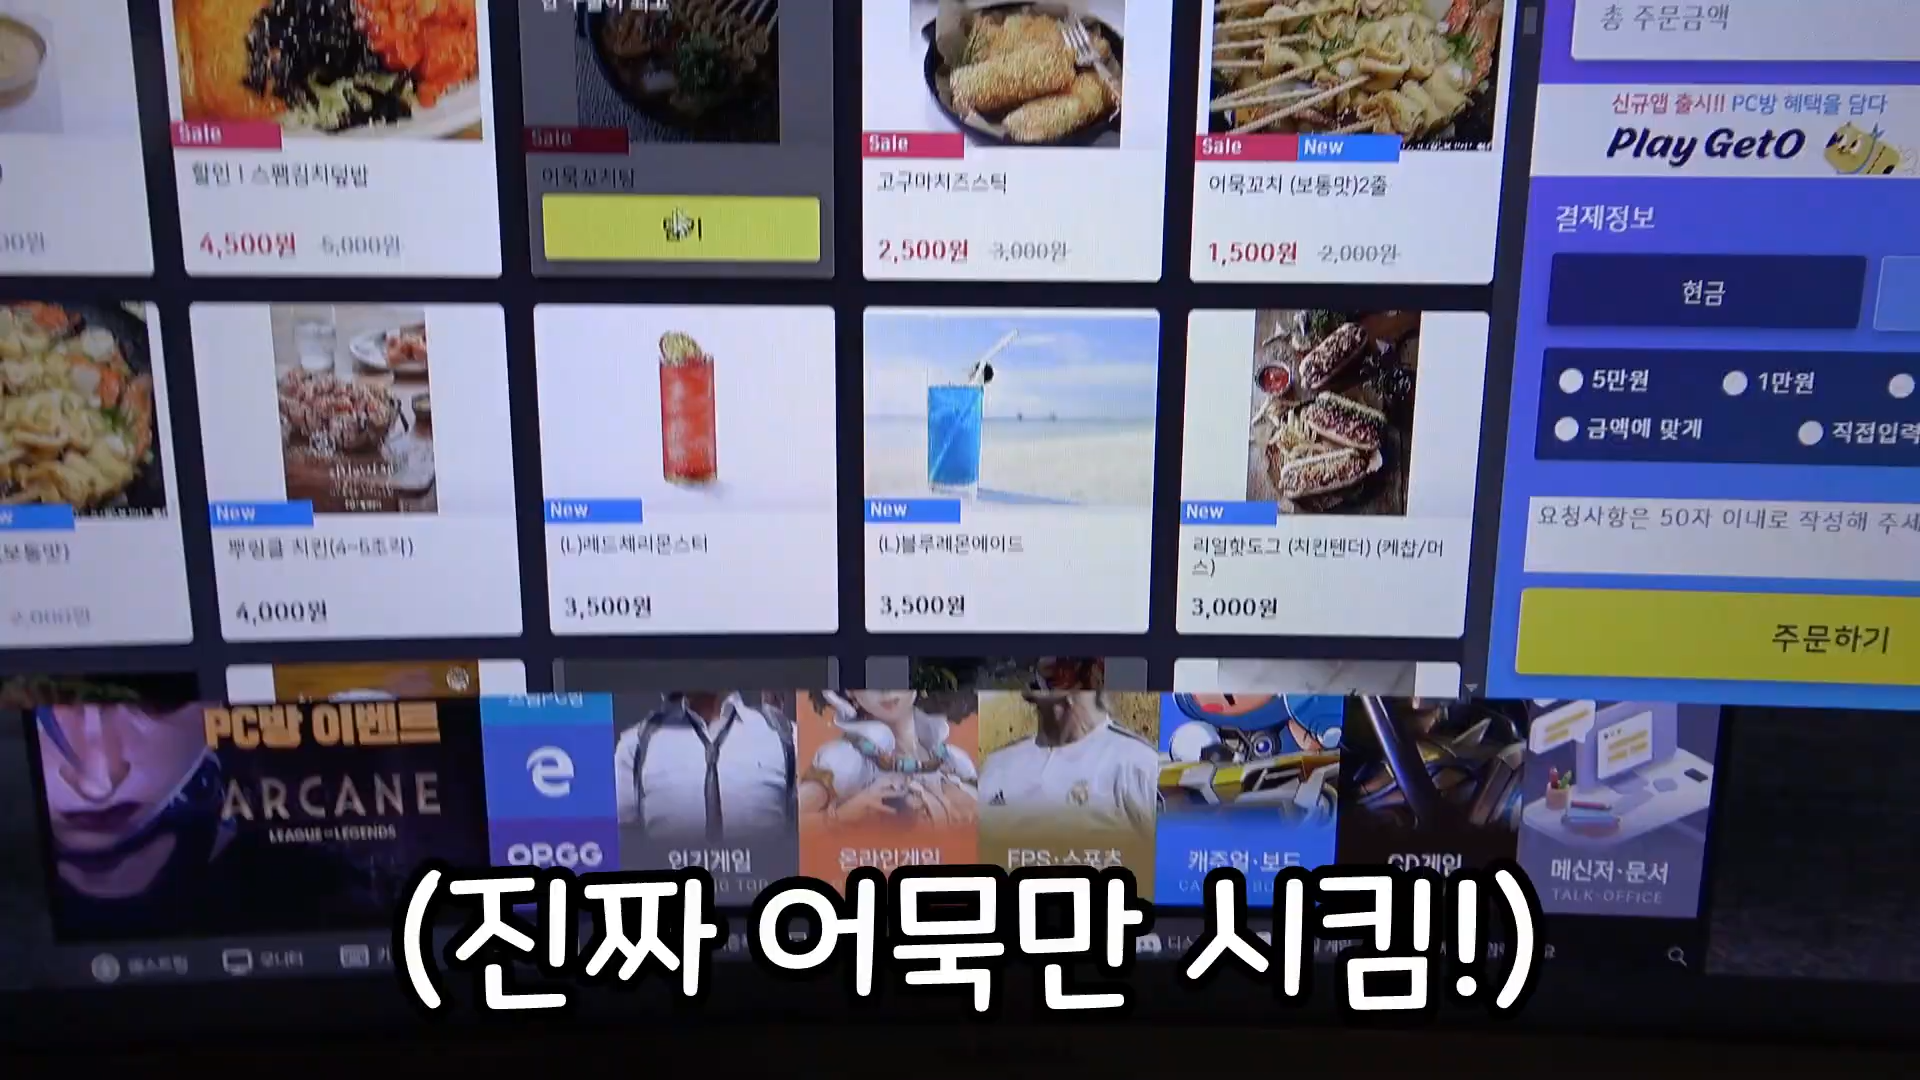 총 주문금액
신규앱 출시!! PC방 혜택을 담다
Play GetO
Sale
Sale
Sale
Sale New
할인!스팸김치덮밥
어묵꼬치탕
고구마치즈스틱
어묵꼬치 (보통맛)2줄
4,500원 5,000원
담기
2,500원 3,000원
1,500원 2,000원
결제정보
현금
5만원 1만원
금액에 맞게 직접입력
New
New
New
New
보통맛)
뿌링클 치킨(4~5조각)
(L)레드체리몬스터
(L)블루레몬에이드
리얼핫도그 (치킨텐더) (케찹/머
스)
2,000원
4,000원
3,500원
3,500원
3,000원
요청사항은 50자 이내로 작성해 주세
주문하기
PC방 이벤트
ARCANE
LEAGUE OF LEGENDS
OP.GG
인기게임
온라인게임
FPS·스포츠
캐주얼·보드
CD게임
메신저·문서
TALK·OFFICE
모니터
(진짜 어묵만 시킴!)